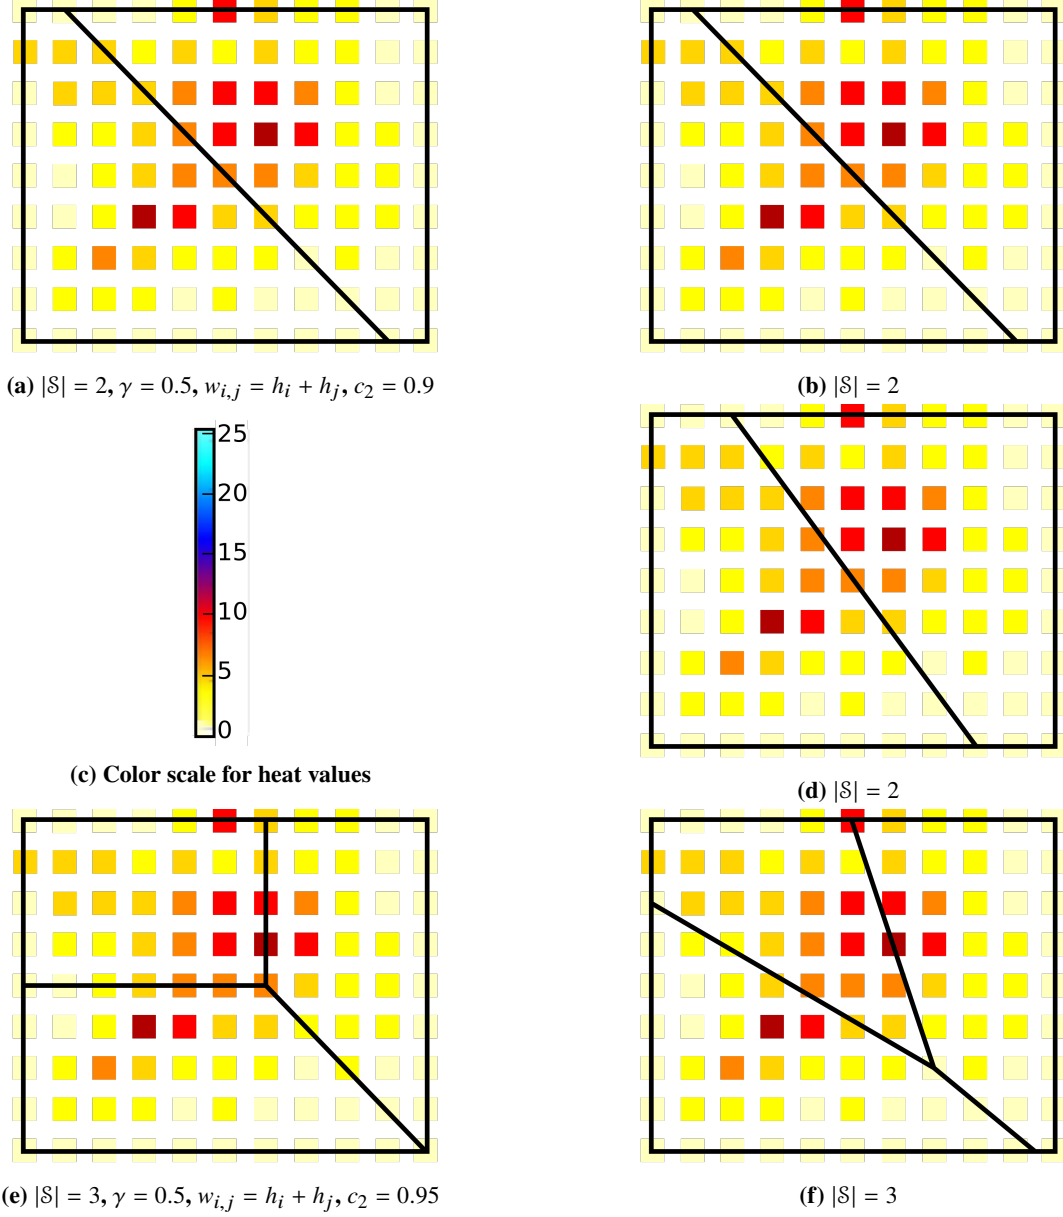 (a) |𝒮| = 2, γ = 0.5, w_{i,j} = h_i + h_j, c_2 = 0.9
(b) |𝒮| = 2
25
20
15
10
5
0
(c) Color scale for heat values
(d) |𝒮| = 2
(e) |𝒮| = 3, γ = 0.5, w_{i,j} = h_i + h_j, c_2 = 0.95
(f) |𝒮| = 3